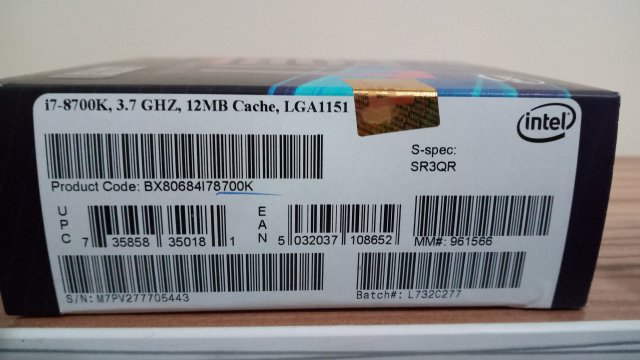 i7-8700K, 3.7 GHZ, 12MB Cache, LGA1151
intel
S-spec:
SR3QR
Product Code: BX80684I78700K
UPC
7 35858 35018 1
EAN
5 032037 108652
MM#: 961566
S/N: M7PV277705443
Batch#: L732C277